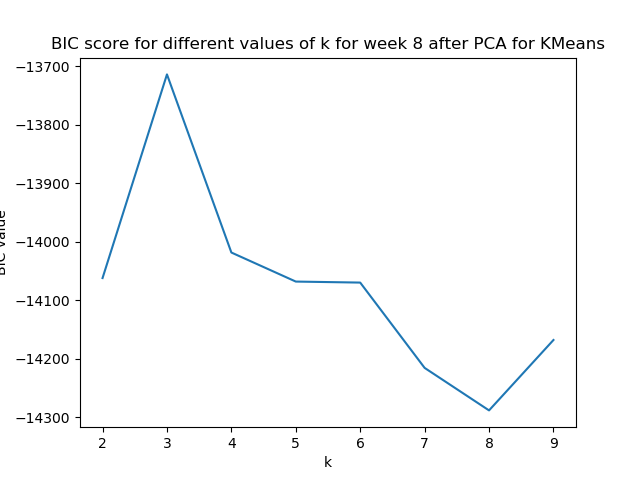 BIC score for different values of k for week 8 after PCA for KMeans
−13700
−13800
−13900
−14000
−14100
−14200
−14300
BIC value
2 3 4 5 6 7 8 9
k